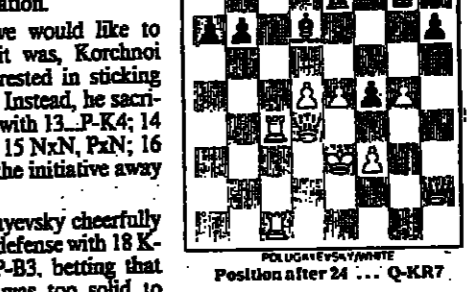 ation.
ve would like to
it was, Korchnoi
rested in sticking
Instead, he sacri-
with 13...P-K4; 14
15 NxN, PxN; 16
the initiative away
nyevsky cheerfully
defense with 18 K-
P-B3, betting that
was too solid to
POLUGAYEVSKY/WHITE
Position after 24 ... Q-KR7